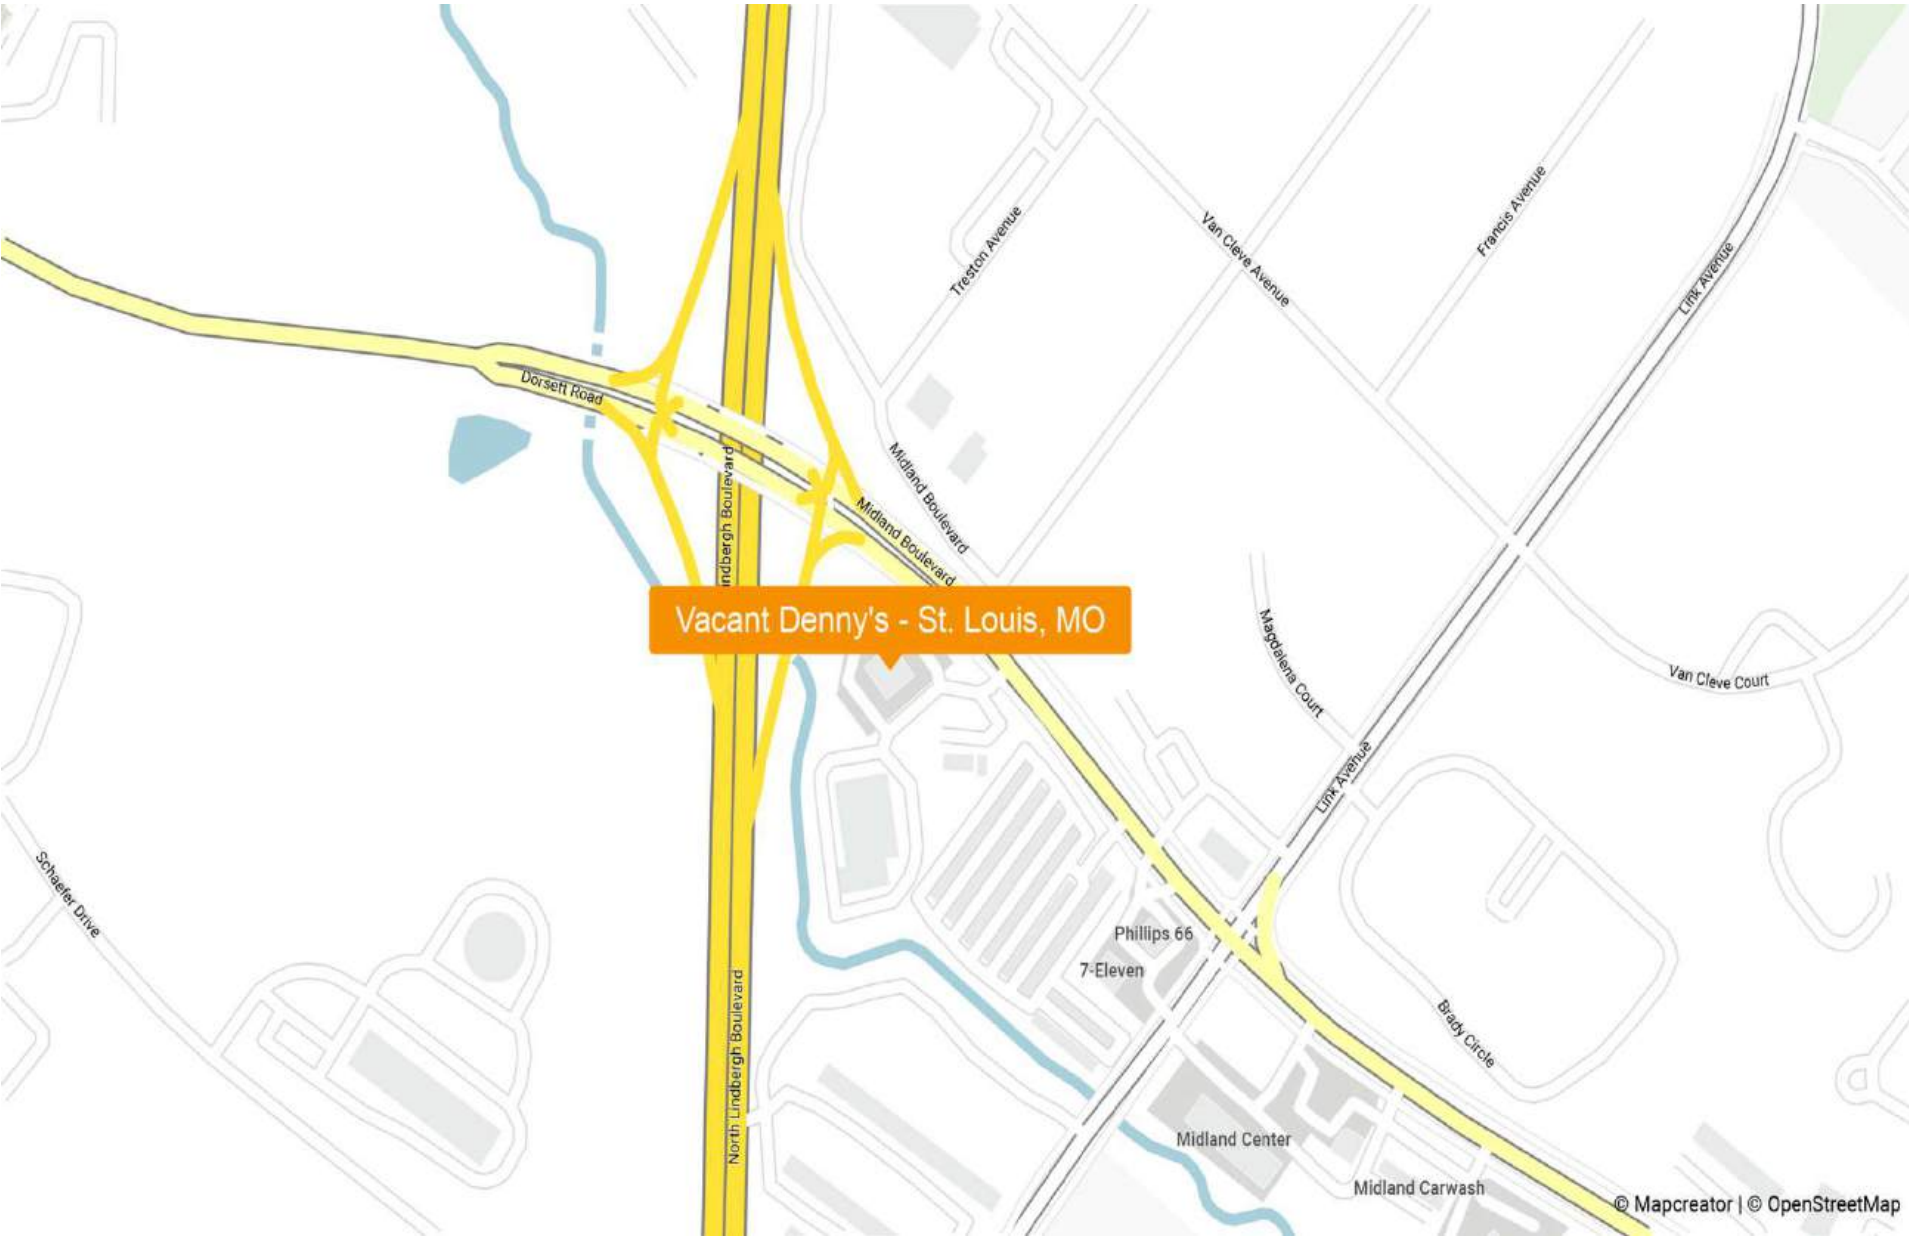 Francis Avenue
Treston Avenue
Van Cleve Avenue
Link Avenue
Dorsett Road
Midland Boulevard
indbergh Boulevard
Midland Boulevard
Vacant Denny's - St. Louis, MO
Magdalena Court
Van Cleve Court
Link Avenue
Schaefer Drive
Phillips 66
7-Eleven
North Lindbergh Boulevard
Brady Circle
Midland Center
Midland Carwash
© Mapcreator | © OpenStreetMap